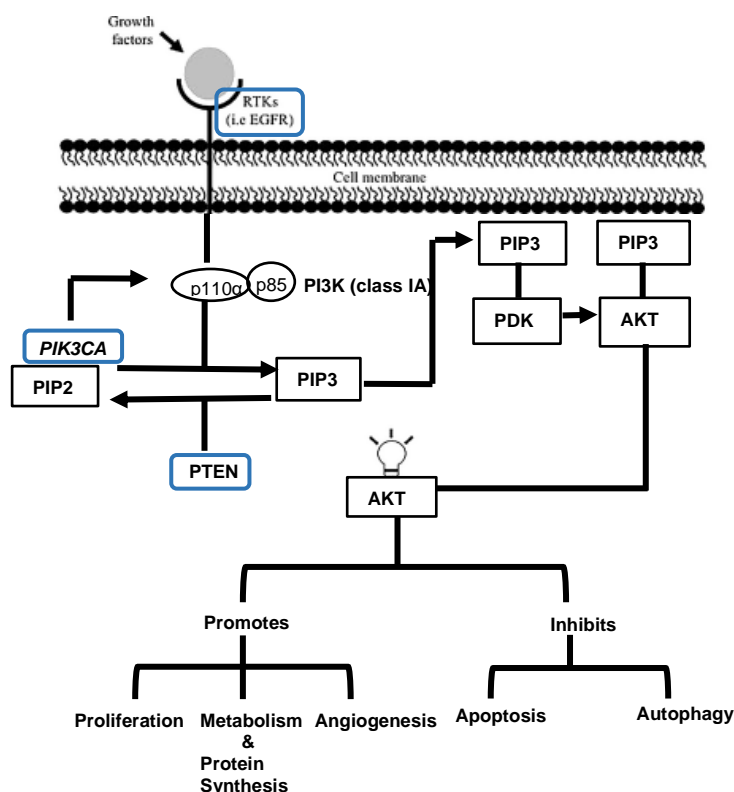 Growth
factors
RTKs
(i.e EGFR)
Cell membrane
PIP3
PIP3
p110α
p85
PI3K (class IA)
PDK
AKT
PIK3CA
PIP2
PIP3
PTEN
AKT
Promotes
Inhibits
Proliferation
Metabolism
&
Protein
Synthesis
Angiogenesis
Apoptosis
Autophagy